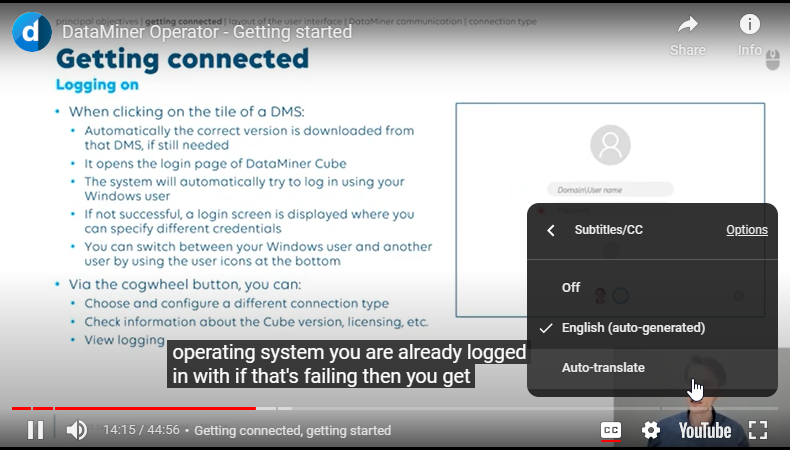 principal objectives | getting connected | layout of the user interface | DataMiner communication | connection type
d
DataMiner Operator - Getting started
Share
Info
Getting connected
Logging on
• When clicking on the tile of a DMS:
• Automatically the correct version is downloaded from
that DMS, if still needed
• It opens the login page of DataMiner Cube
• The system will automatically try to log in using your
Windows user
• If not successful, a login screen is displayed where you
can specify different credentials
• You can switch between your Windows user and another
user by using the user icons at the bottom
• Via the cogwheel button, you can:
• Choose and configure a different connection type
• Check information about the Cube version, licensing, etc.
• View logging
Domain\User name
Subtitles/CC
Options
Off
English (auto-generated)
Auto-translate
operating system you are already logged
in with if that's failing then you get
14:15 / 44:56 • Getting connected, getting started
CC
YouTube